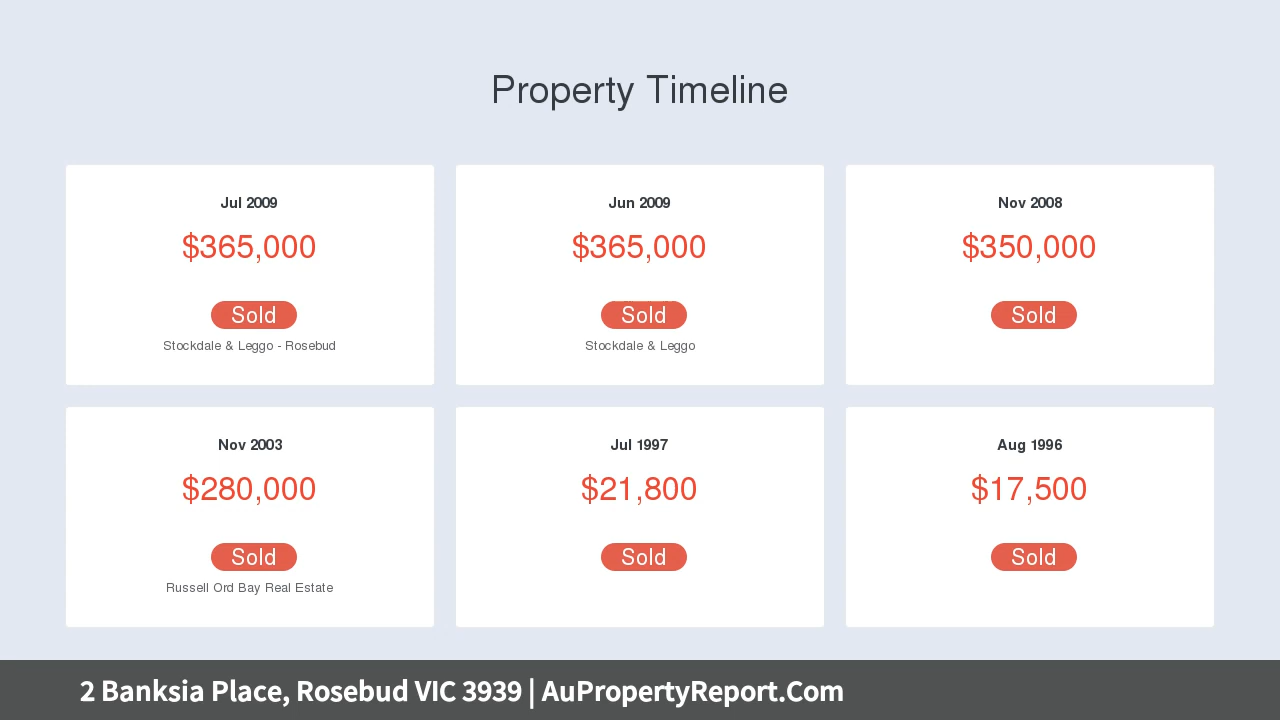 Property Timeline
Jul 2009
$365,000
Sold
Stockdale & Leggo - Rosebud
Jun 2009
$365,000
Sold
Stockdale & Leggo
Nov 2008
$350,000
Sold
Nov 2003
$280,000
Sold
Russell Ord Bay Real Estate
Jul 1997
$21,800
Sold
Aug 1996
$17,500
Sold
2 Banksia Place, Rosebud VIC 3939 | AuPropertyReport.Com